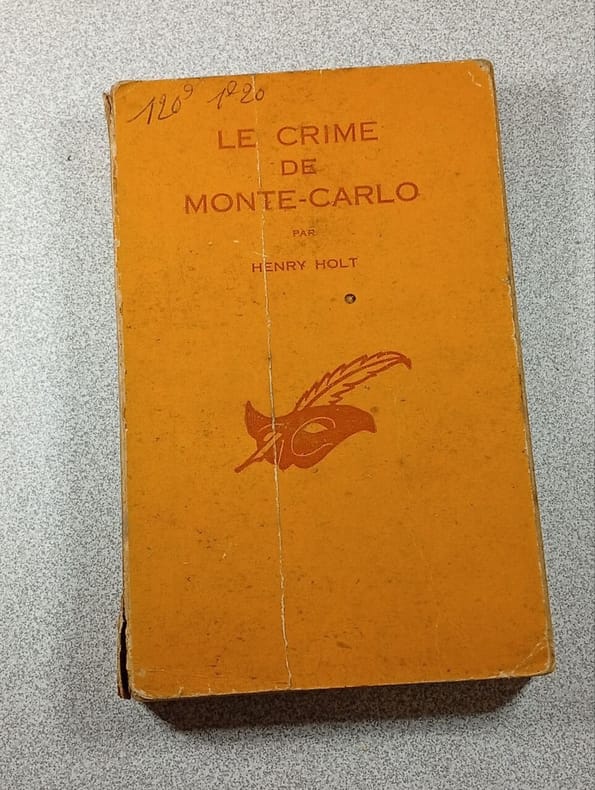 120 1.20
LE CRIME
DE
MONTE-CARLO
PAR
HENRY HOLT